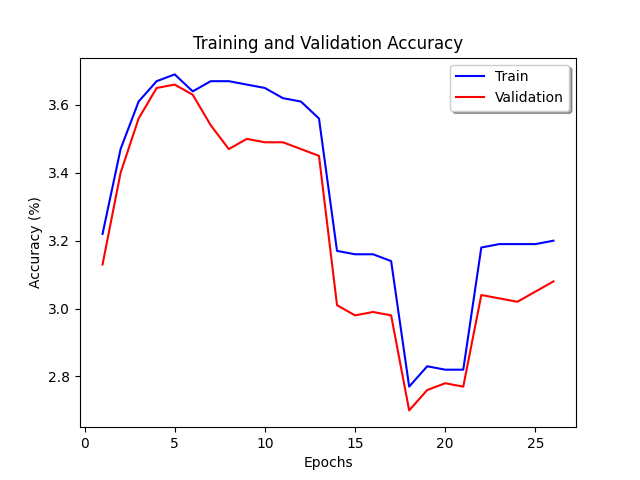 Training and Validation Accuracy
Train
Validation
Accuracy (%)
3.6
3.4
3.2
3.0
2.8
0 5 10 15 20 25
Epochs